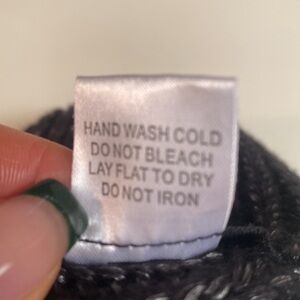 HAND WASH COLD
DO NOT BLEACH
LAY FLAT TO DRY
DO NOT IRON